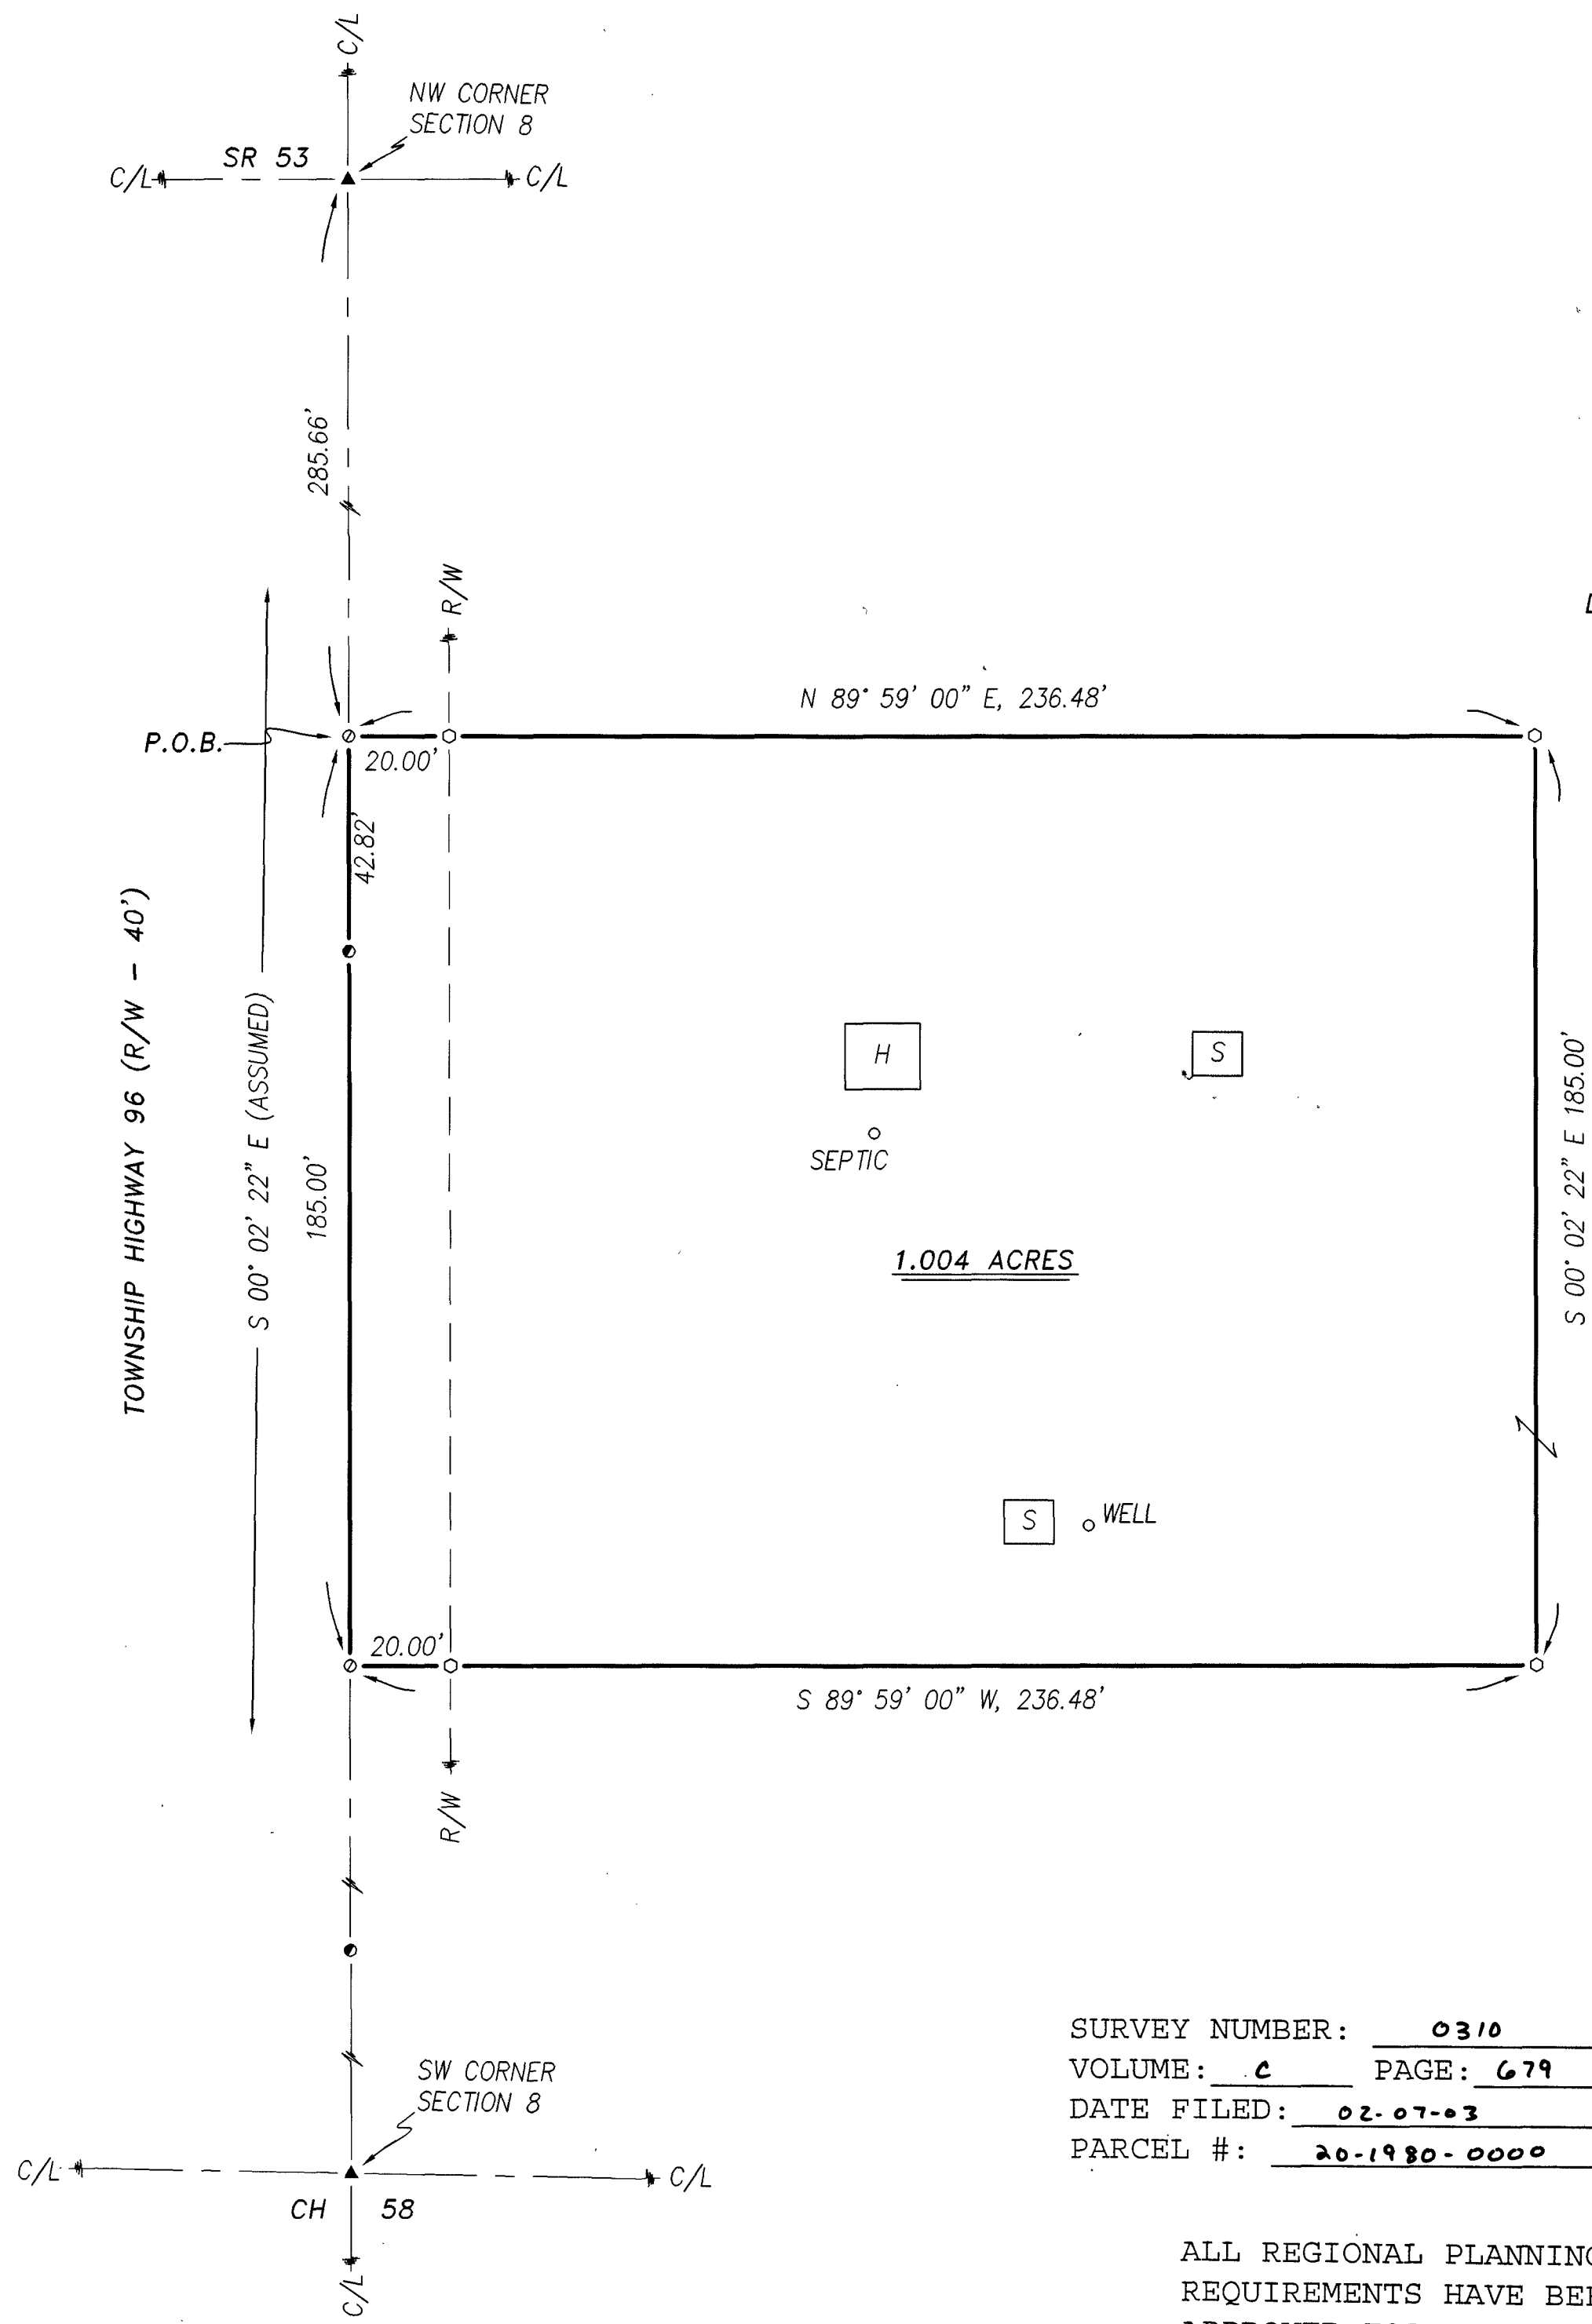 C/L
NW CORNER
SECTION 8
SR 53
C/L
C/L
285.66'
R/W
N 89° 59' 00" E, 236.48'
P.O.B.
20.00'
42.82'
TOWNSHIP HIGHWAY 96 (R/W - 40')
S 00° 02' 22" E (ASSUMED)
185.00'
H
S
SEPTIC
1.004 ACRES
S 00° 02' 22" E 185.00'
S
WELL
20.00'
S 89° 59' 00" W, 236.48'
R/W
SURVEY NUMBER: 0310
VOLUME: C PAGE: 679
DATE FILED: 02-07-03
PARCEL #: 20-1980-0000
SW CORNER
SECTION 8
C/L
C/L
CH 58
C/L
ALL REGIONAL PLANNING
REQUIREMENTS HAVE